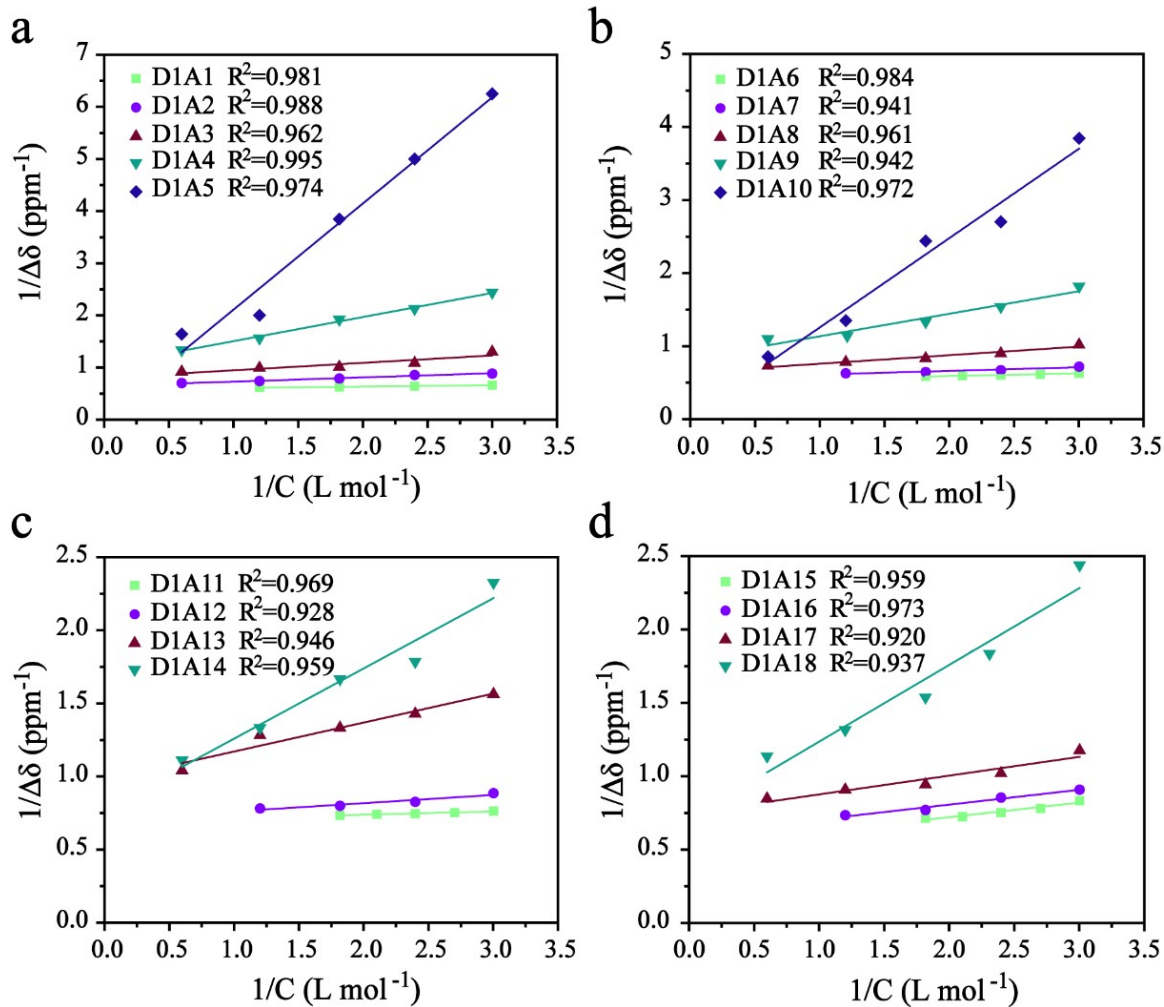 a
7
6
5
4
3
2
1
0
1/Δδ (ppm⁻¹)
D1A1 R²=0.981
D1A2 R²=0.988
D1A3 R²=0.962
D1A4 R²=0.995
D1A5 R²=0.974
0.0 0.5 1.0 1.5 2.0 2.5 3.0 3.5
1/C (L mol⁻¹)
b
5
4
3
2
1
0
1/Δδ (ppm⁻¹)
D1A6 R²=0.984
D1A7 R²=0.941
D1A8 R²=0.961
D1A9 R²=0.942
D1A10 R²=0.972
0.0 0.5 1.0 1.5 2.0 2.5 3.0 3.5
1/C (L mol⁻¹)
c
2.5
2.0
1.5
1.0
0.5
0.0
1/Δδ (ppm⁻¹)
D1A11 R²=0.969
D1A12 R²=0.928
D1A13 R²=0.946
D1A14 R²=0.959
0.0 0.5 1.0 1.5 2.0 2.5 3.0 3.5
1/C (L mol⁻¹)
d
2.5
2.0
1.5
1.0
0.5
0.0
1/Δδ (ppm⁻¹)
D1A15 R²=0.959
D1A16 R²=0.973
D1A17 R²=0.920
D1A18 R²=0.937
0.0 0.5 1.0 1.5 2.0 2.5 3.0 3.5
1/C (L mol⁻¹)